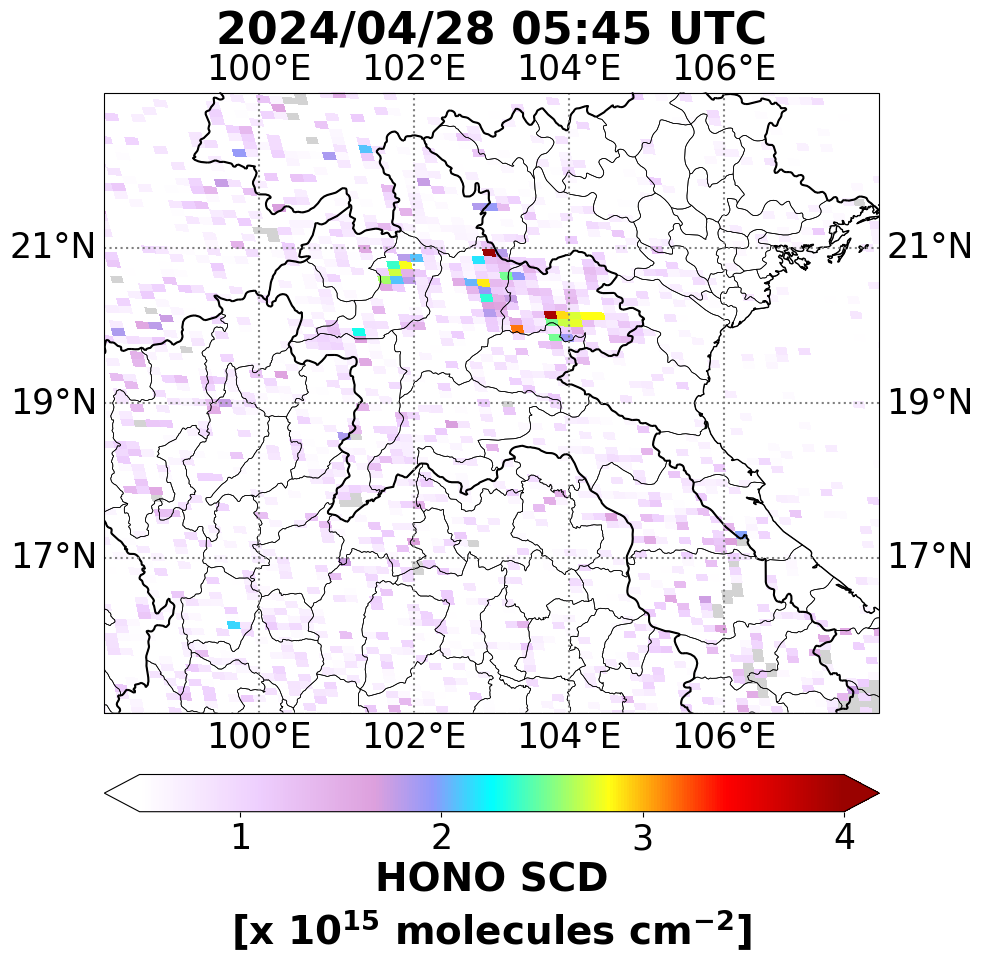 2024/04/28 05:45 UTC
100°E 102°E 104°E 106°E
21°N 21°N
19°N 19°N
17°N 17°N
100°E 102°E 104°E 106°E
1 2 3 4
HONO SCD
[x 10¹⁵ molecules cm⁻²]